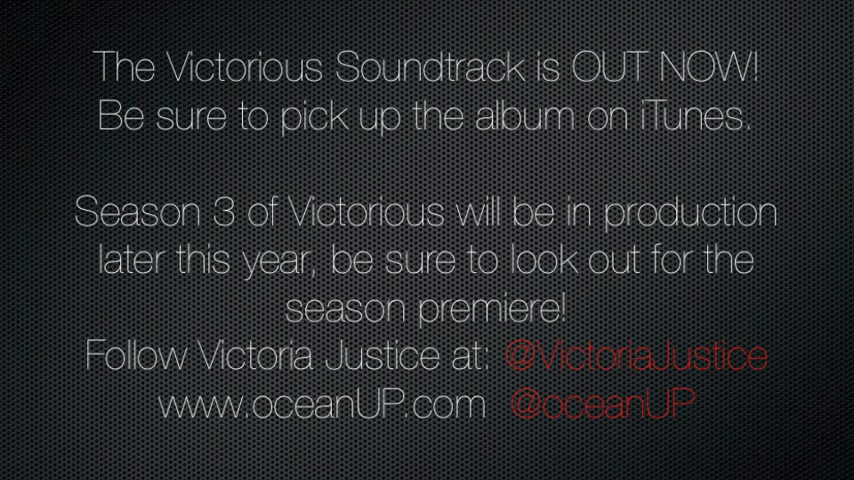 The Victorious Soundtrack is OUT NOW!
Be sure to pick up the album on iTunes.
Season 3 of Victorious will be in production
later this year, be sure to look out for the
season premiere!
Follow Victoria Justice at: @VictoriaJustice
www.oceanUP.com @oceanUP